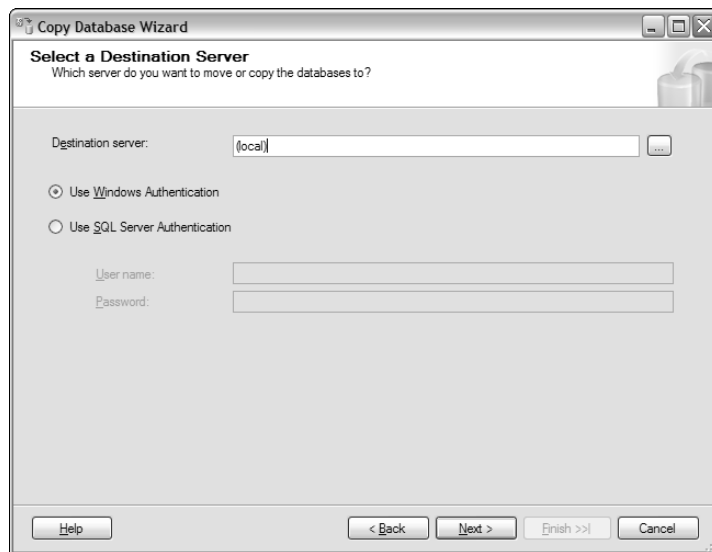 Copy Database Wizard
Select a Destination Server
Which server do you want to move or copy the databases to?
Destination server:
(local)
...
Use Windows Authentication
Use SQL Server Authentication
User name:
Password:
Help
< Back
Next >
Finish >>|
Cancel